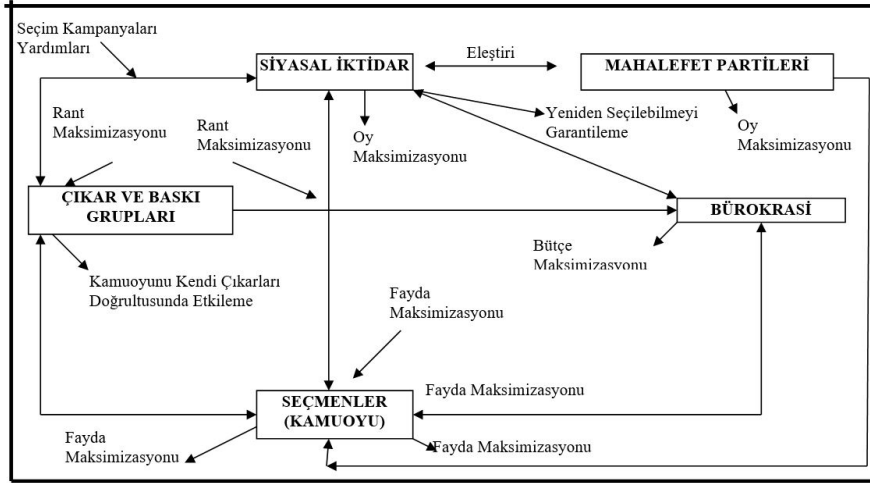 Seçim Kampanyaları
Yardımları
SİYASAL İKTİDAR
Eleştiri
MAHALEFET PARTİLERİ
Rant
Maksimizasyonu
Rant
Maksimizasyonu
Oy
Maksimizasyonu
Yeniden Seçilebilmeyi
Garantileme
Oy
Maksimizasyonu
ÇIKAR VE BASKI
GRUPLARI
BÜROKRASİ
Bütçe
Maksimizasyonu
Kamuoyunu Kendi Çıkarları
Doğrultusunda Etkileme
Fayda
Maksimizasyonu
SEÇMENLER
(KAMUOYU)
Fayda Maksimizasyonu
Fayda
Maksimizasyonu
Fayda Maksimizasyonu